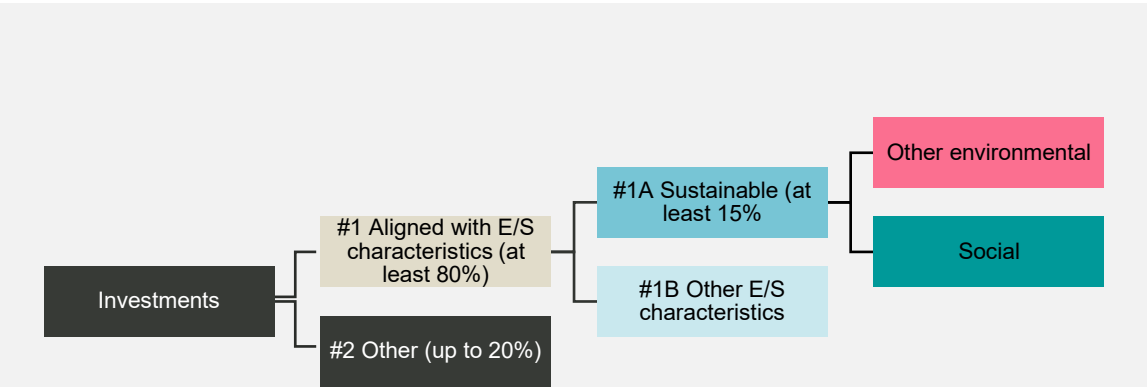 Other environmental
#1A Sustainable (at
least 15%
#1 Aligned with E/S
characteristics (at
least 80%)
Social
Investments
#1B Other E/S
characteristics
#2 Other (up to 20%)